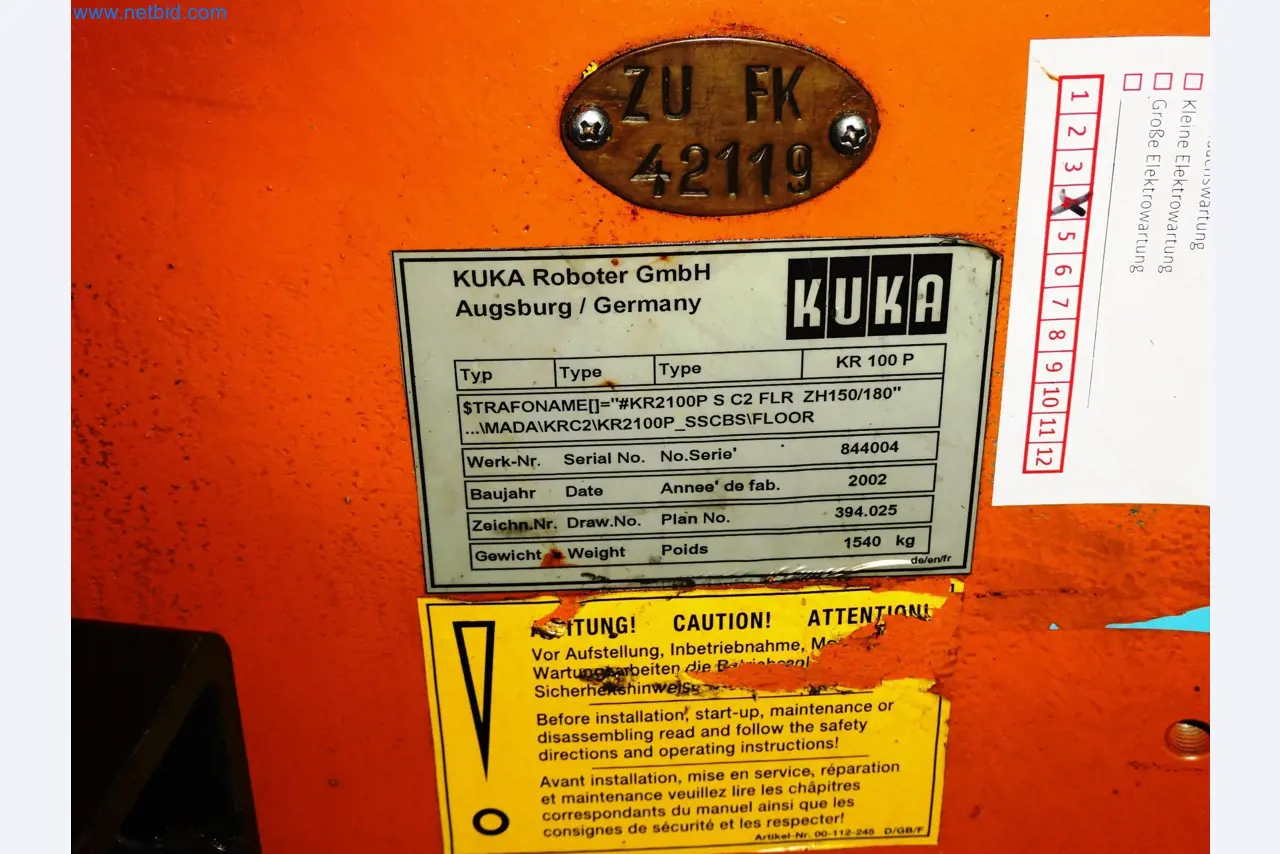 www.netbid.com
ZU FK
42119
KUKA Roboter GmbH
Augsburg / Germany
KUKA
Typ Type Type KR 100 P
$TRAFONAME[]="#KR2100P S C2 FLR ZH150/180"
...\MADA\KRC2\KR2100P_SSCBS\FLOOR
Werk-Nr. Serial No. No.Serie' 844004
Baujahr Date Annee' de fab. 2002
Zeichn.Nr. Draw.No. Plan No. 394.025
Gewicht Weight Poids 1540 kg
de/en/fr
CAUTION! ATTENTION!
Vor Aufstellung, Inbetriebnahme,
Wartungsarbeiten die
Sicherheitshinweise
Before installation, start-up, maintenance or
disassembling read and follow the safety
directions and operating instructions!
Avant installation, mise en service, réparation
et maintenance veuillez lire les châpitres
correspondants du manuel ainsi que les
consignes de sécurité et les respecter!
Artikel-Nr. 00-112-245 D/GB/F
Kleine Elektrowartung
Große Elektrowartung
1 2 3 5 6 7 8 9 10 11 12